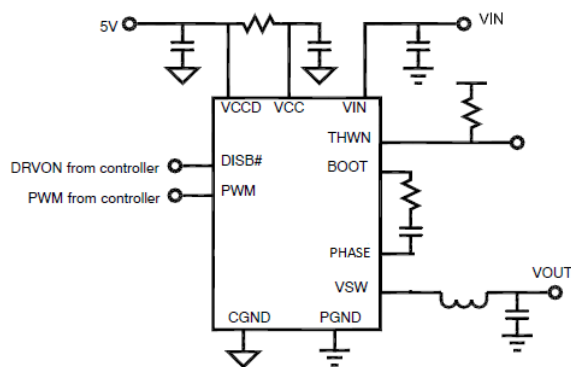 5V
VIN
VCCD
VCC
VIN
THWN
BOOT
DRVON from controller
DISB#
PWM from controller
PWM
PHASE
VSW
VOUT
CGND
PGND